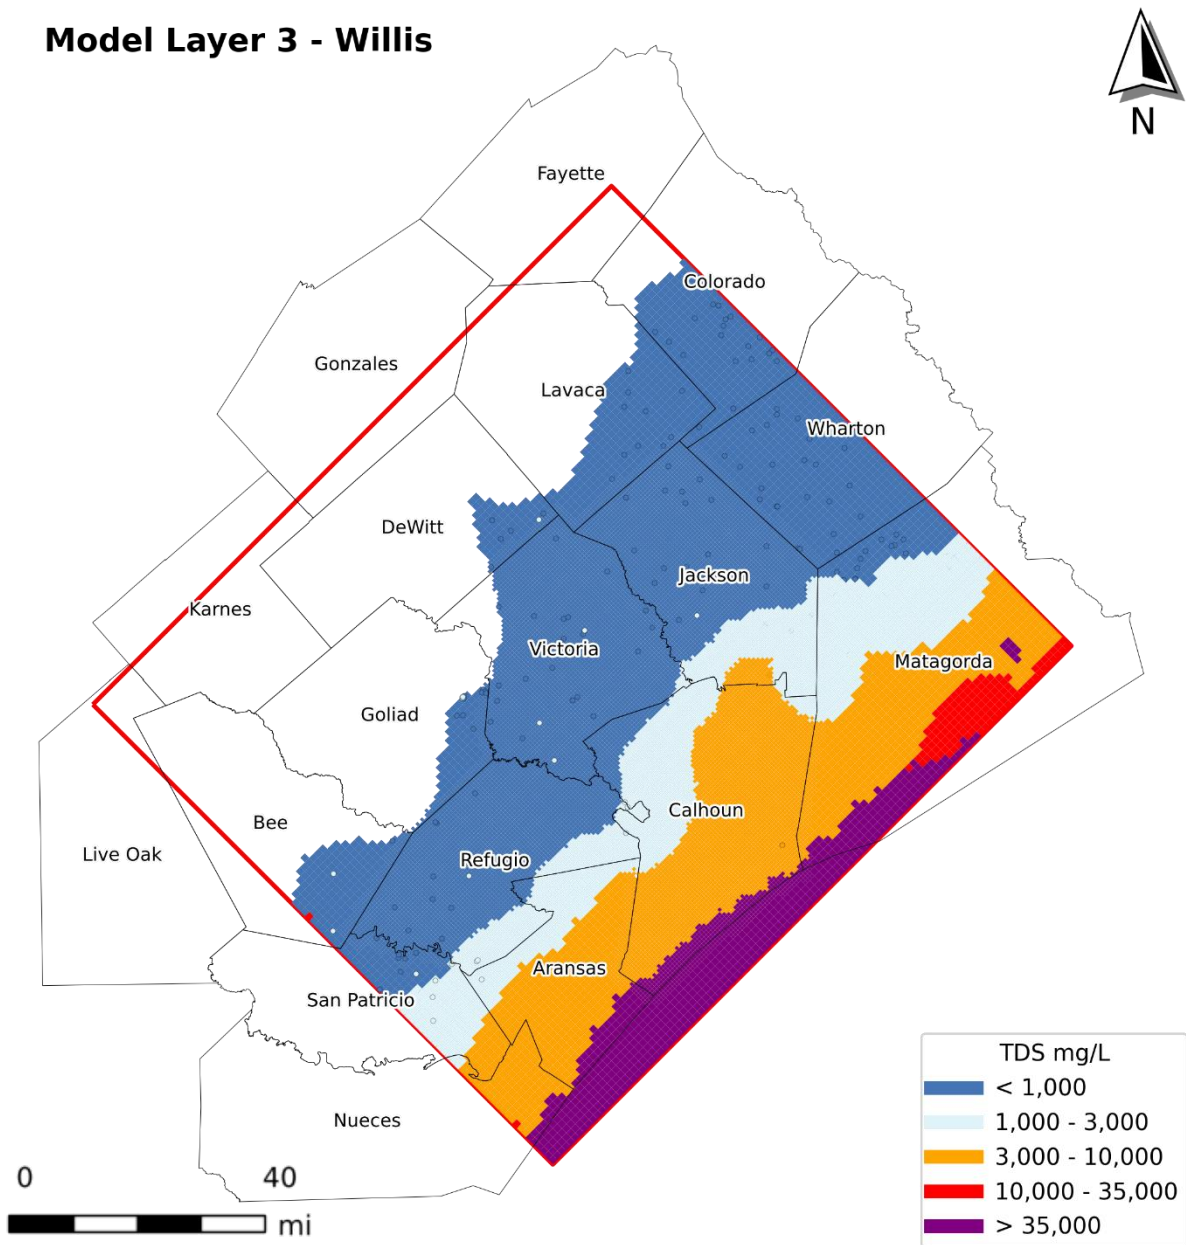 Model Layer 3 - Willis
N
Fayette
Colorado
Gonzales
Lavaca
Wharton
DeWitt
Jackson
Karnes
Victoria
Matagorda
Goliad
Calhoun
Bee
Live Oak
Refugio
Aransas
San Patricio
Nueces
0 40
mi
TDS mg/L
< 1,000
1,000 - 3,000
3,000 - 10,000
10,000 - 35,000
> 35,000